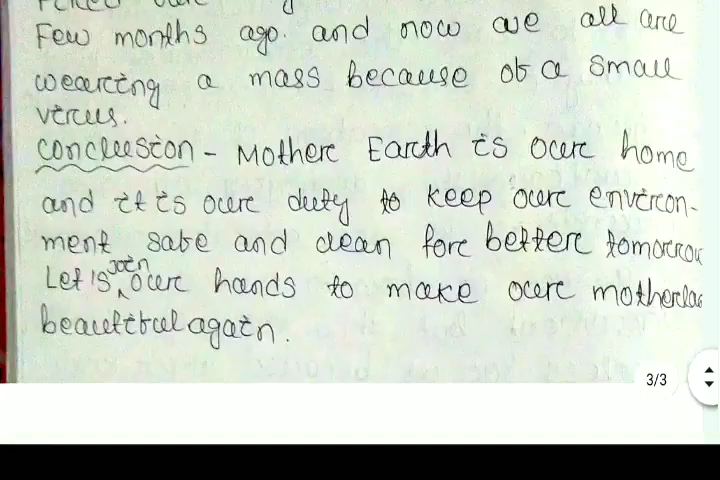 Few months ago. and now we all are
wearing a mass because of a small
virus.
Conclusion - Mother Earth is our home
and it is our duty to keep our environ-
ment safe and clean for better tomorrow
join
Let's our hands to make our motherlan
beautiful again.
3/3